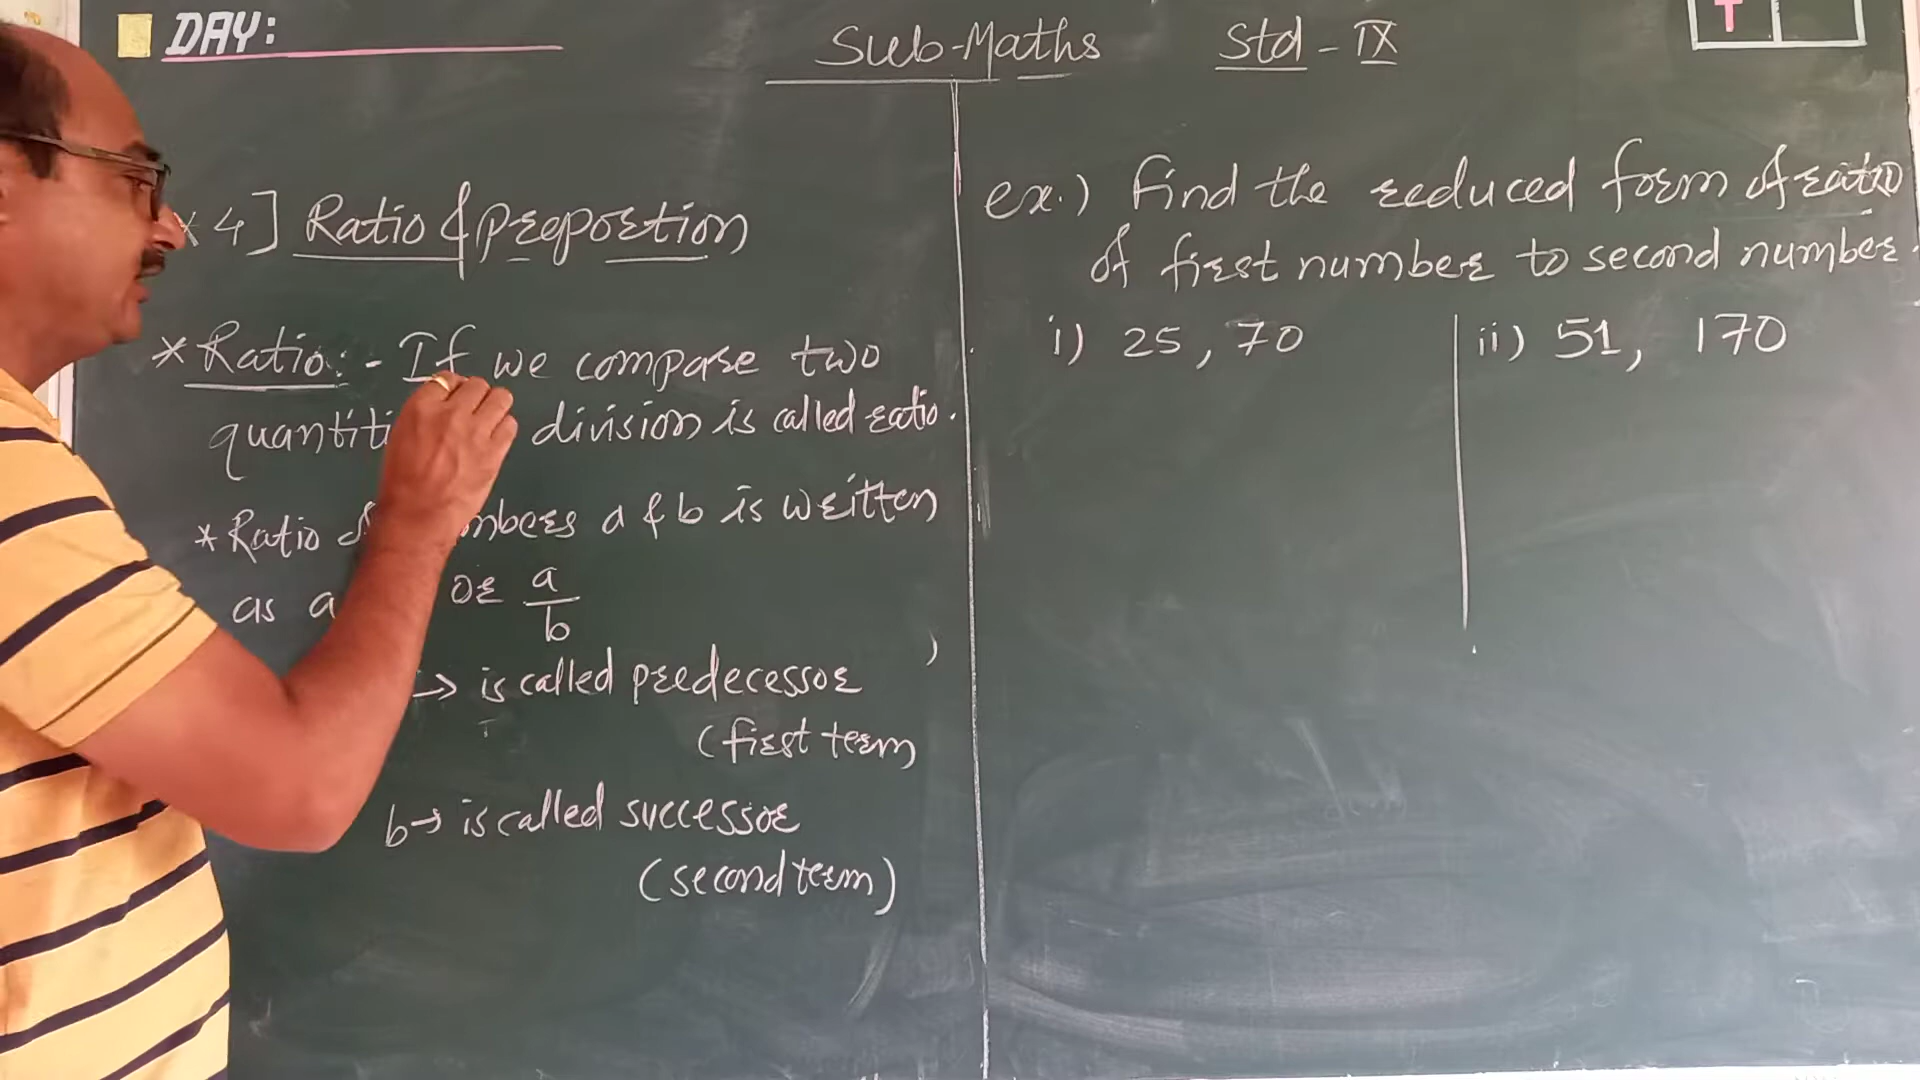 DAY:
Sub-Maths Std - IX
T
* 4] Ratio & proportion
* Ratio:- If we compare two
quantiti division is called ratio.
* Ratio of mbers a & b is written
as a or a/b
→ is called predecessor
(first term
b→ is called successor
(second term)
ex.) Find the reduced form of ratio
of first number to second number.
i) 25, 70
ii) 51, 170